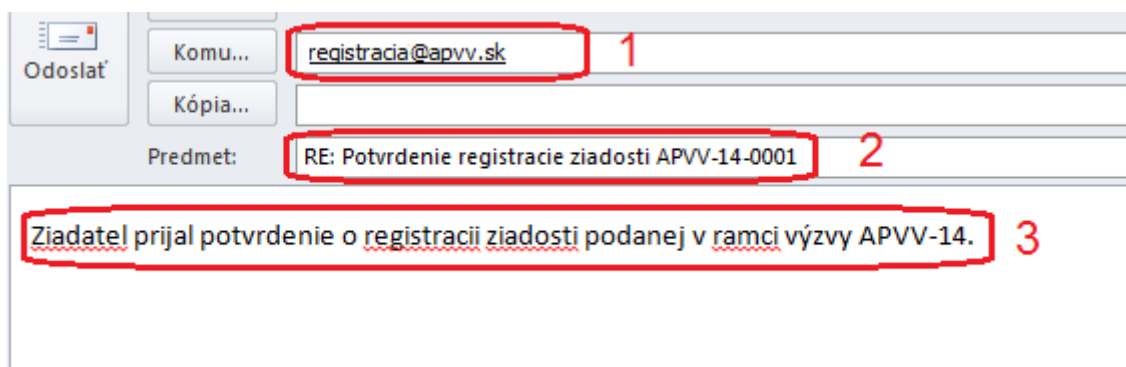 Komu...
registracia@apvv.sk
1
Odoslať
Kópia...
Predmet:
RE: Potvrdenie registracie ziadosti APVV-14-0001
2
Ziadatel prijal potvrdenie o registracii ziadosti podanej v ramci výzvy APVV-14.
3